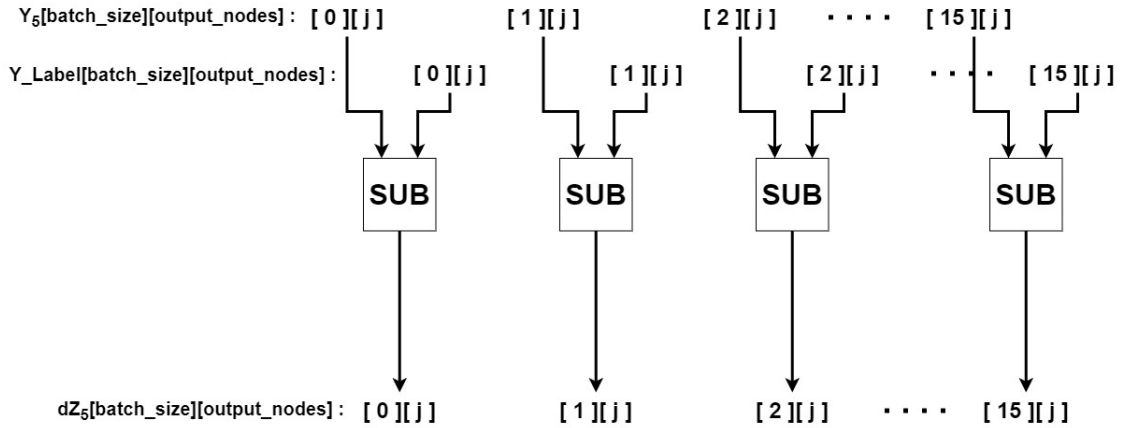 Y₅[batch_size][output_nodes] : [ 0 ][ j ] [ 1 ][ j ] [ 2 ][ j ] . . . . [ 15 ][ j ]
Y_Label[batch_size][output_nodes] : [ 0 ][ j ] [ 1 ][ j ] [ 2 ][ j ] . . . . [ 15 ][ j ]
SUB SUB SUB SUB
dZ₅[batch_size][output_nodes] : [ 0 ][ j ] [ 1 ][ j ] [ 2 ][ j ] . . . . [ 15 ][ j ]